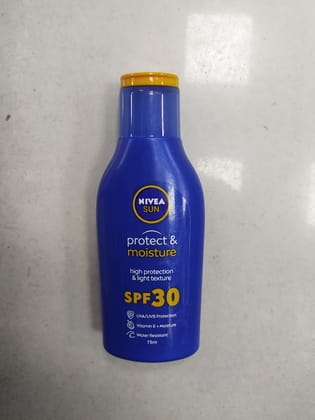 NIVEA
SUN
protect &
moisture
high protection
& light texture
SPF30
UVA/UVB Protection
Vitamin E + Moisture
Water Resistant
75ml